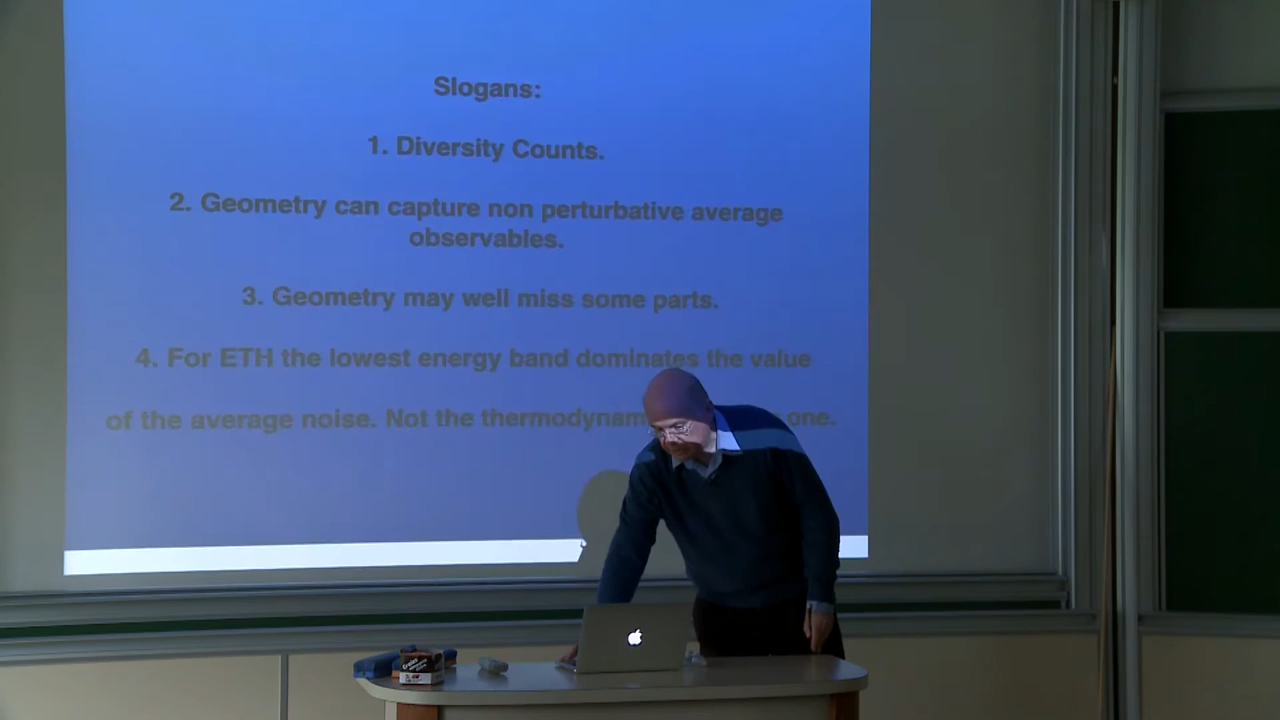 Slogans:
1. Diversity Counts.
2. Geometry can capture non perturbative average
observables.
3. Geometry may well miss some parts.
4. For ETH the lowest energy band dominates the value
of the average noise. Not the one.